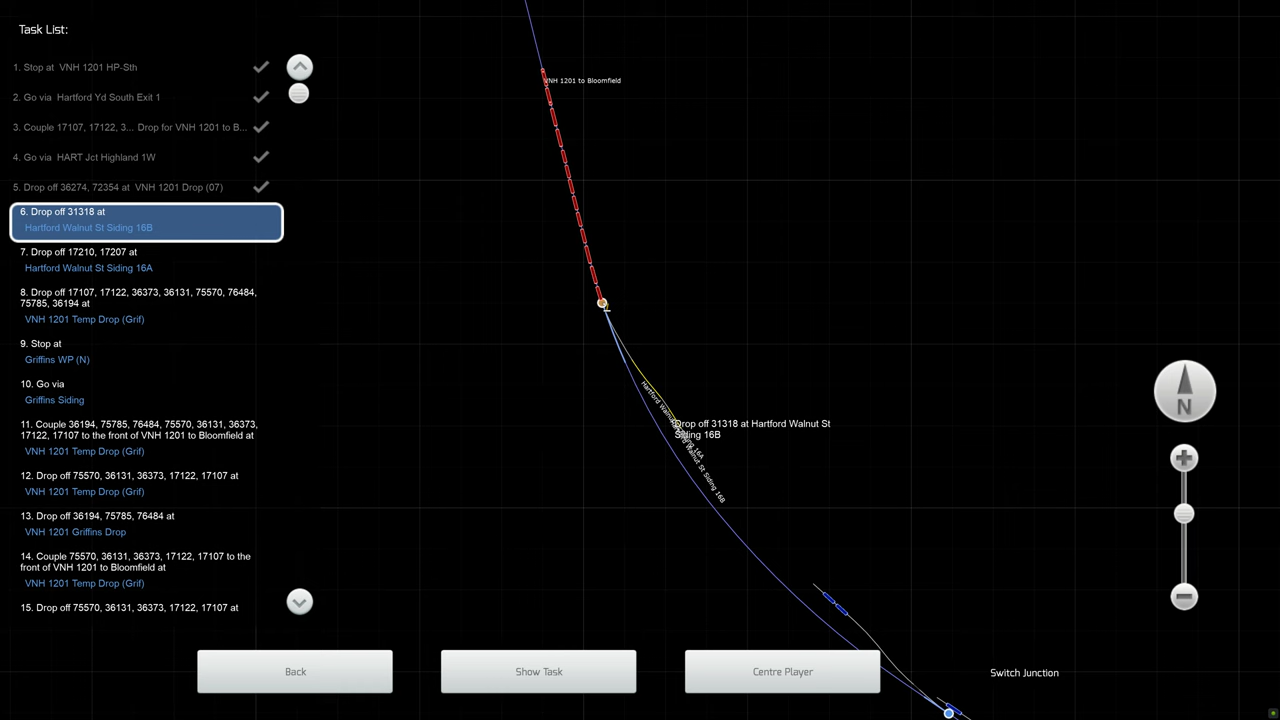 Task List:
1. Stop at  VNH 1201 HP-Sth
2. Go via  Hartford Yd South Exit 1
3. Couple 17107, 17122, 3... Drop for VNH 1201 to B...
4. Go via  HART Jct Highland 1W
5. Drop off 36274, 72354 at  VNH 1201 Drop (07)
6. Drop off 31318 at
Hartford Walnut St Siding 16B
7. Drop off 17210, 17207 at
Hartford Walnut St Siding 16A
8. Drop off 17107, 17122, 36373, 36131, 75570, 76484,
75785, 36194 at
VNH 1201 Temp Drop (Grif)
9. Stop at
Griffins WP (N)
10. Go via
Griffins Siding
11. Couple 36194, 75785, 76484, 75570, 36131, 36373,
17122, 17107 to the front of VNH 1201 to Bloomfield at
VNH 1201 Temp Drop (Grif)
12. Drop off 75570, 36131, 36373, 17122, 17107 at
VNH 1201 Temp Drop (Grif)
13. Drop off 36194, 75785, 76484 at
VNH 1201 Griffins Drop
14. Couple 75570, 36131, 36373, 17122, 17107 to the
front of VNH 1201 to Bloomfield at
VNH 1201 Temp Drop (Grif)
15. Drop off 75570, 36131, 36373, 17122, 17107 at
VNH 1201 to Bloomfield
Drop off 31318 at Hartford Walnut St
Siding 16B
Walnut St Siding 16B
N
Back
Show Task
Centre Player
Switch Junction